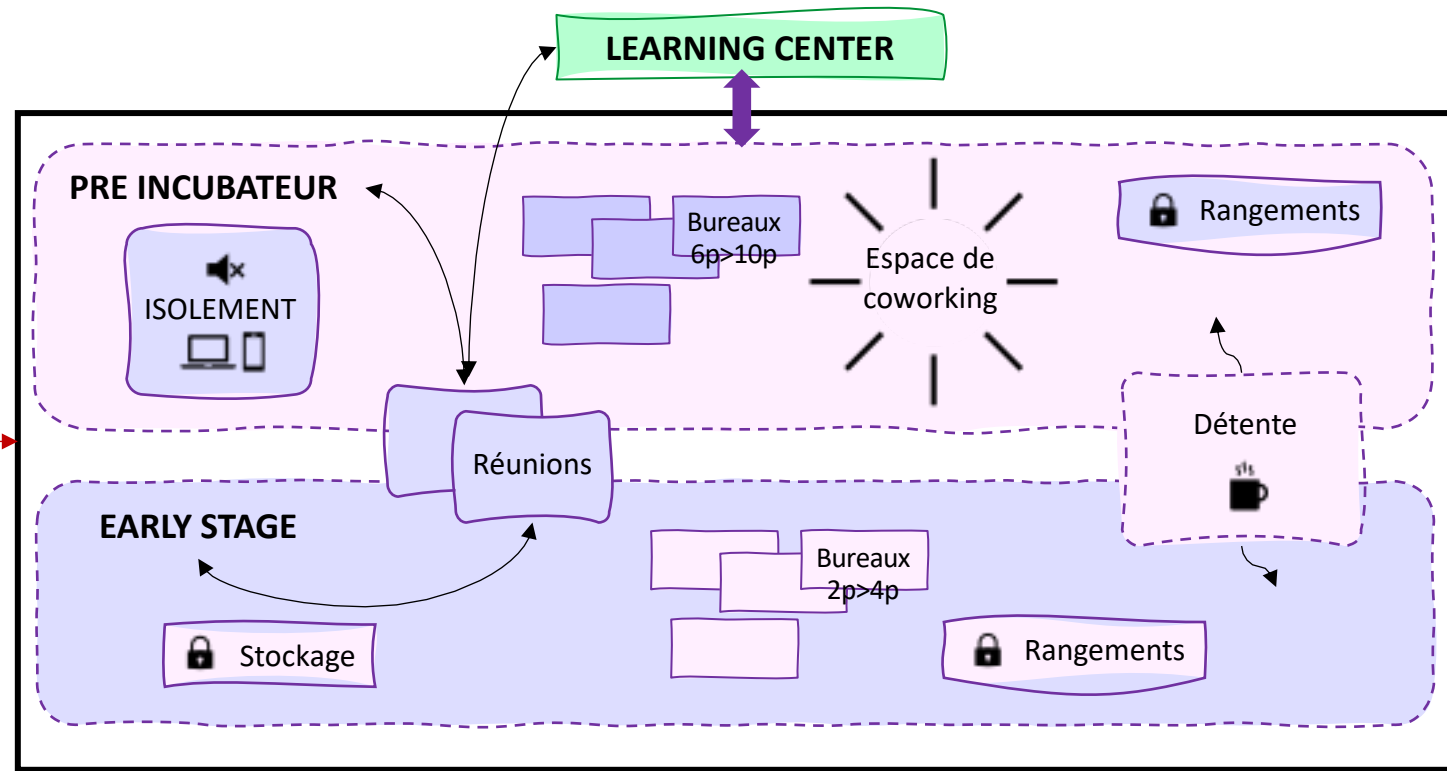 LEARNING CENTER
PRE INCUBATEUR
ISOLEMENT
Bureaux
6p>10p
Espace de
coworking
Rangements
Réunions
Détente
EARLY STAGE
Stockage
Bureaux
2p>4p
Rangements